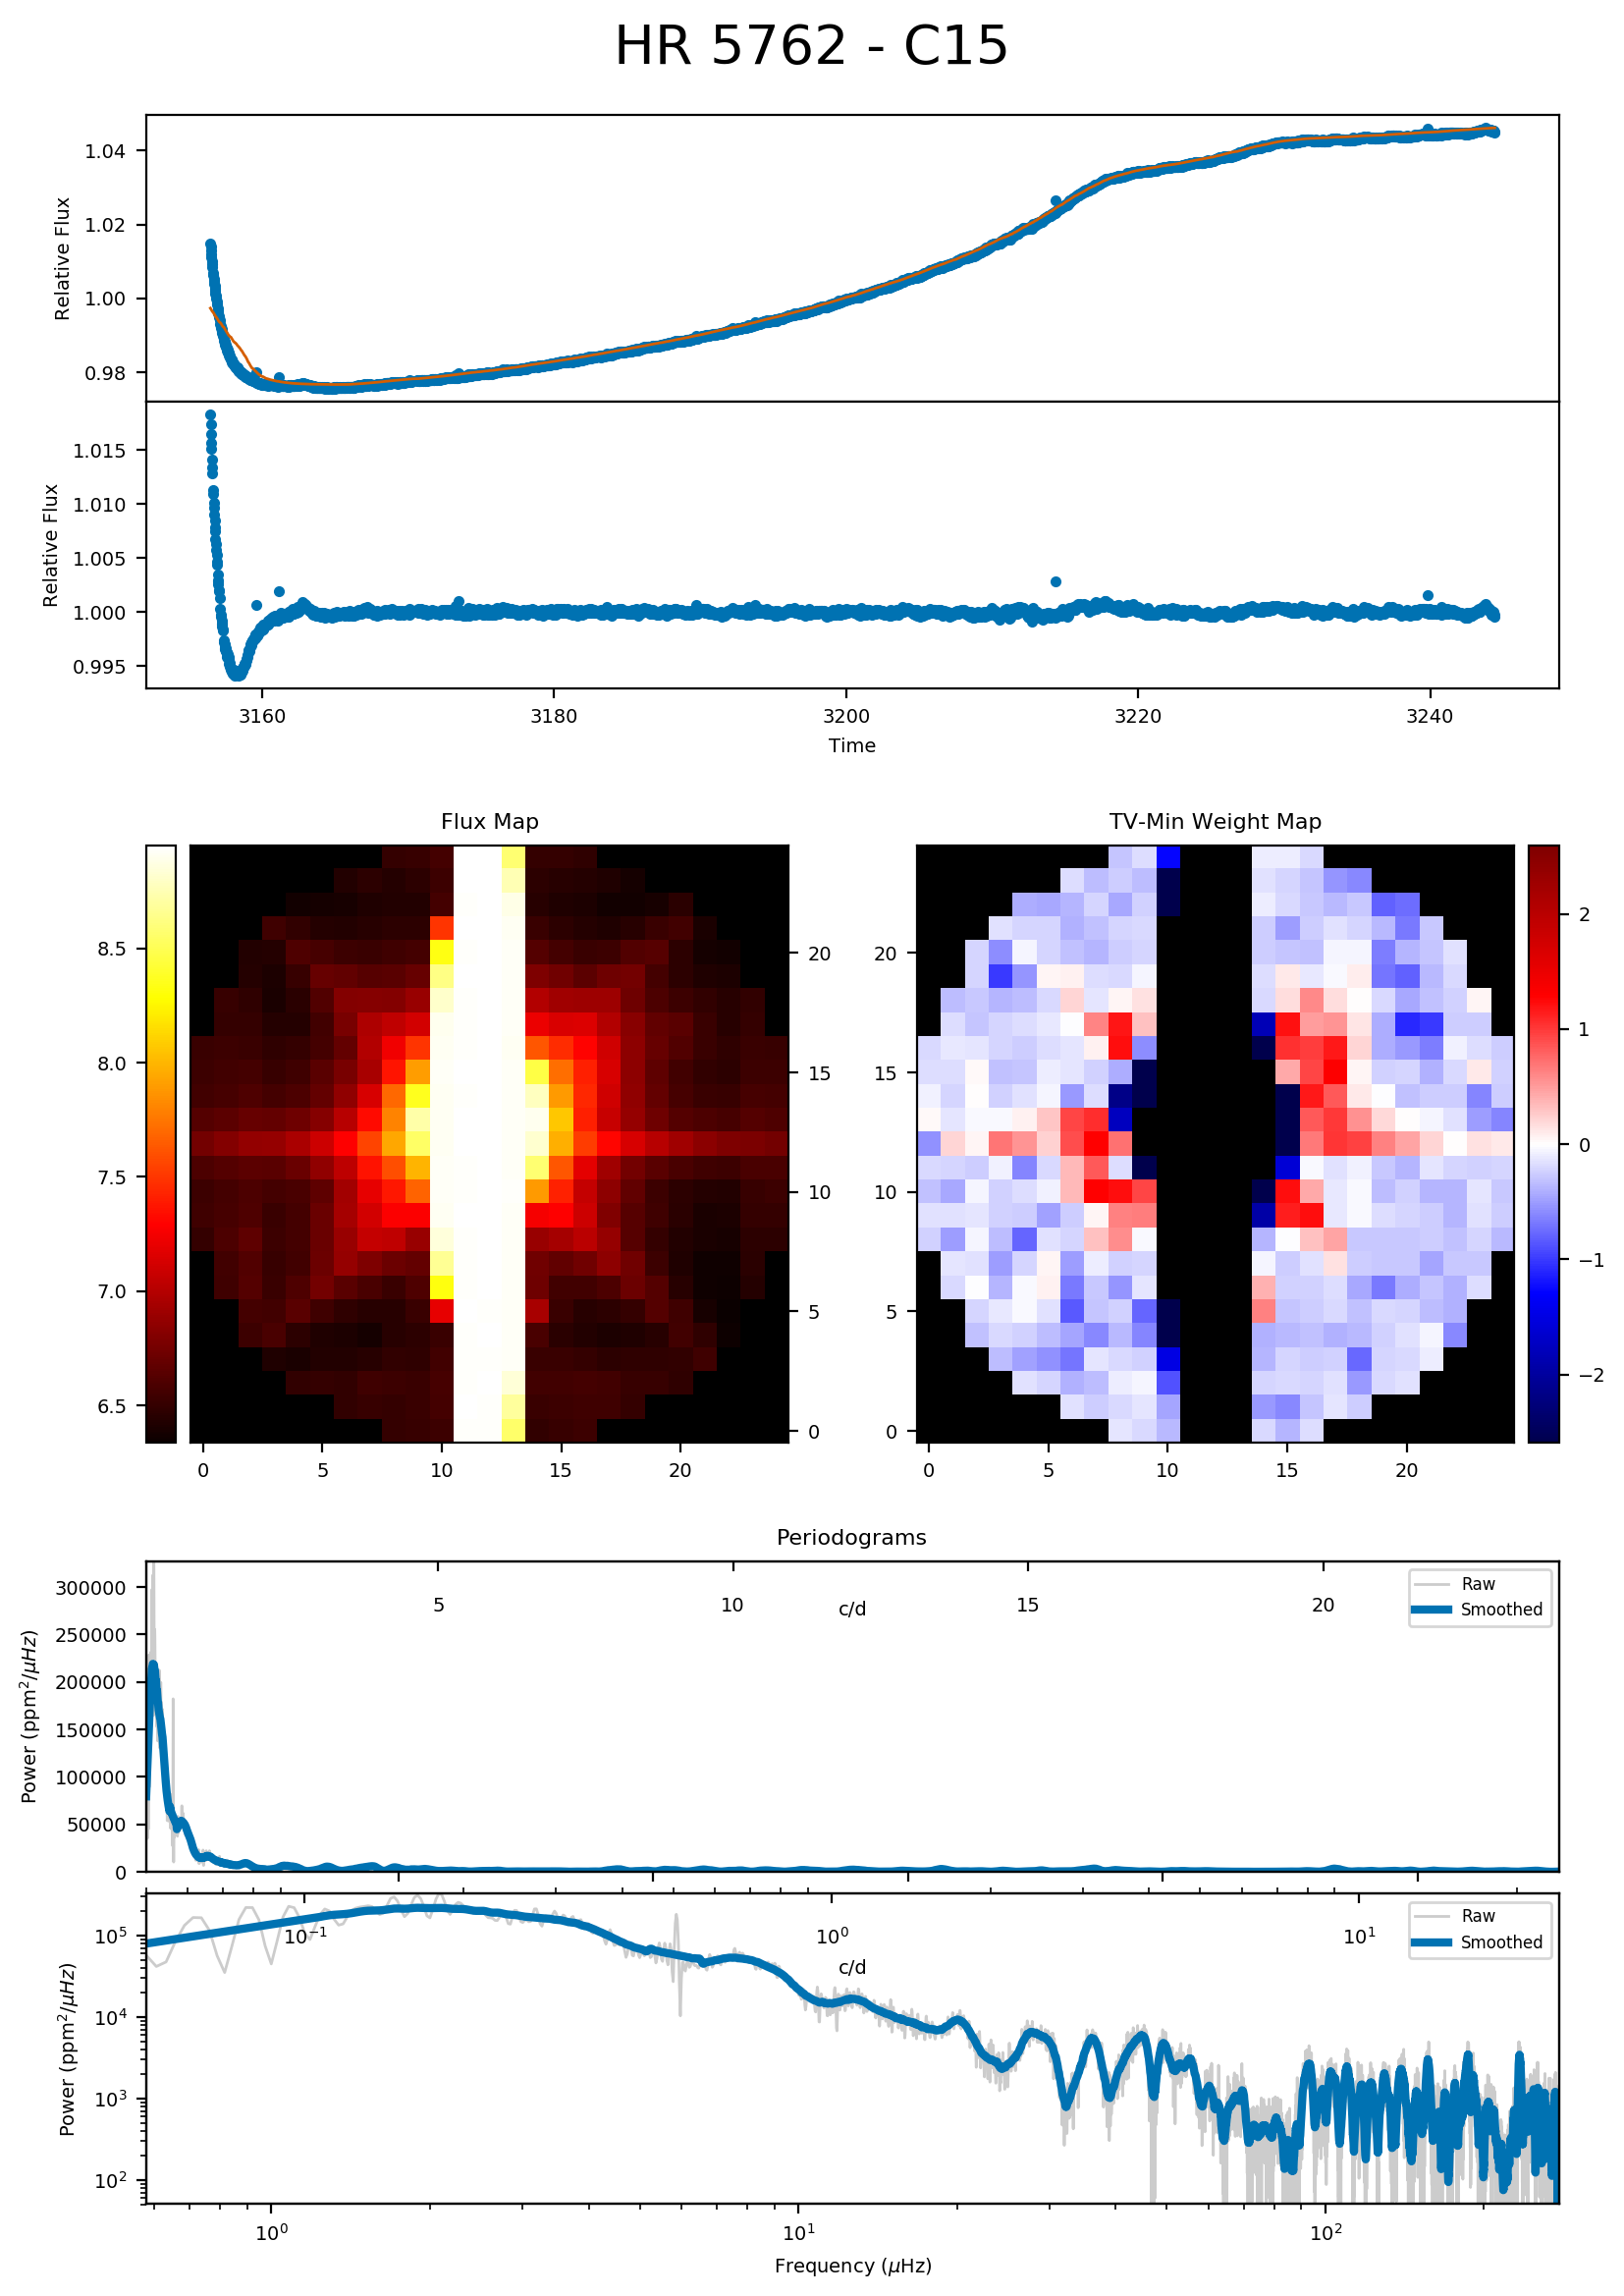 HR 5762 - C15
1.04
1.02
1.00
0.98
Relative Flux
1.015
1.010
1.005
1.000
0.995
Relative Flux
3160 3180 3200 3220 3240
Time
Flux Map
8.5
8.0
7.5
7.0
6.5
20
15
10
5
0
0 5 10 15 20
TV-Min Weight Map
20
15
10
5
0
0 5 10 15 20
2
1
0
−1
−2
Periodograms
300000
250000
200000
150000
100000
50000
0
Power (ppm²/μHz)
5 10 15 20
c/d
Raw
Smoothed
10⁵
10⁴
10³
10²
Power (ppm²/μHz)
10⁻¹ 10⁰ 10¹
c/d
Raw
Smoothed
10⁰ 10¹ 10²
Frequency (μHz)